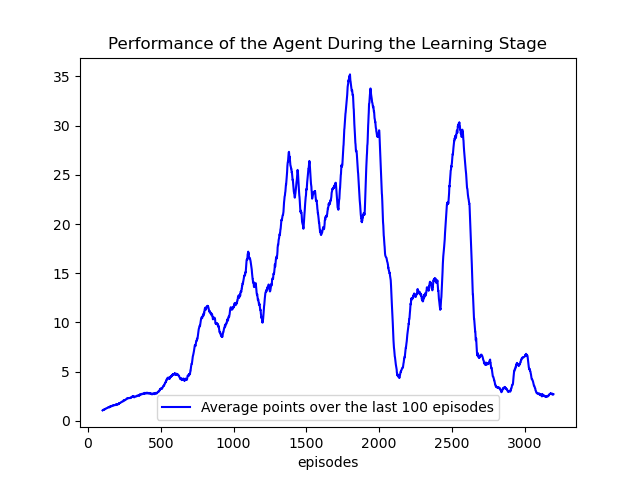 Performance of the Agent During the Learning Stage
35
30
25
20
15
10
5
0
Average points over the last 100 episodes
0 500 1000 1500 2000 2500 3000
episodes